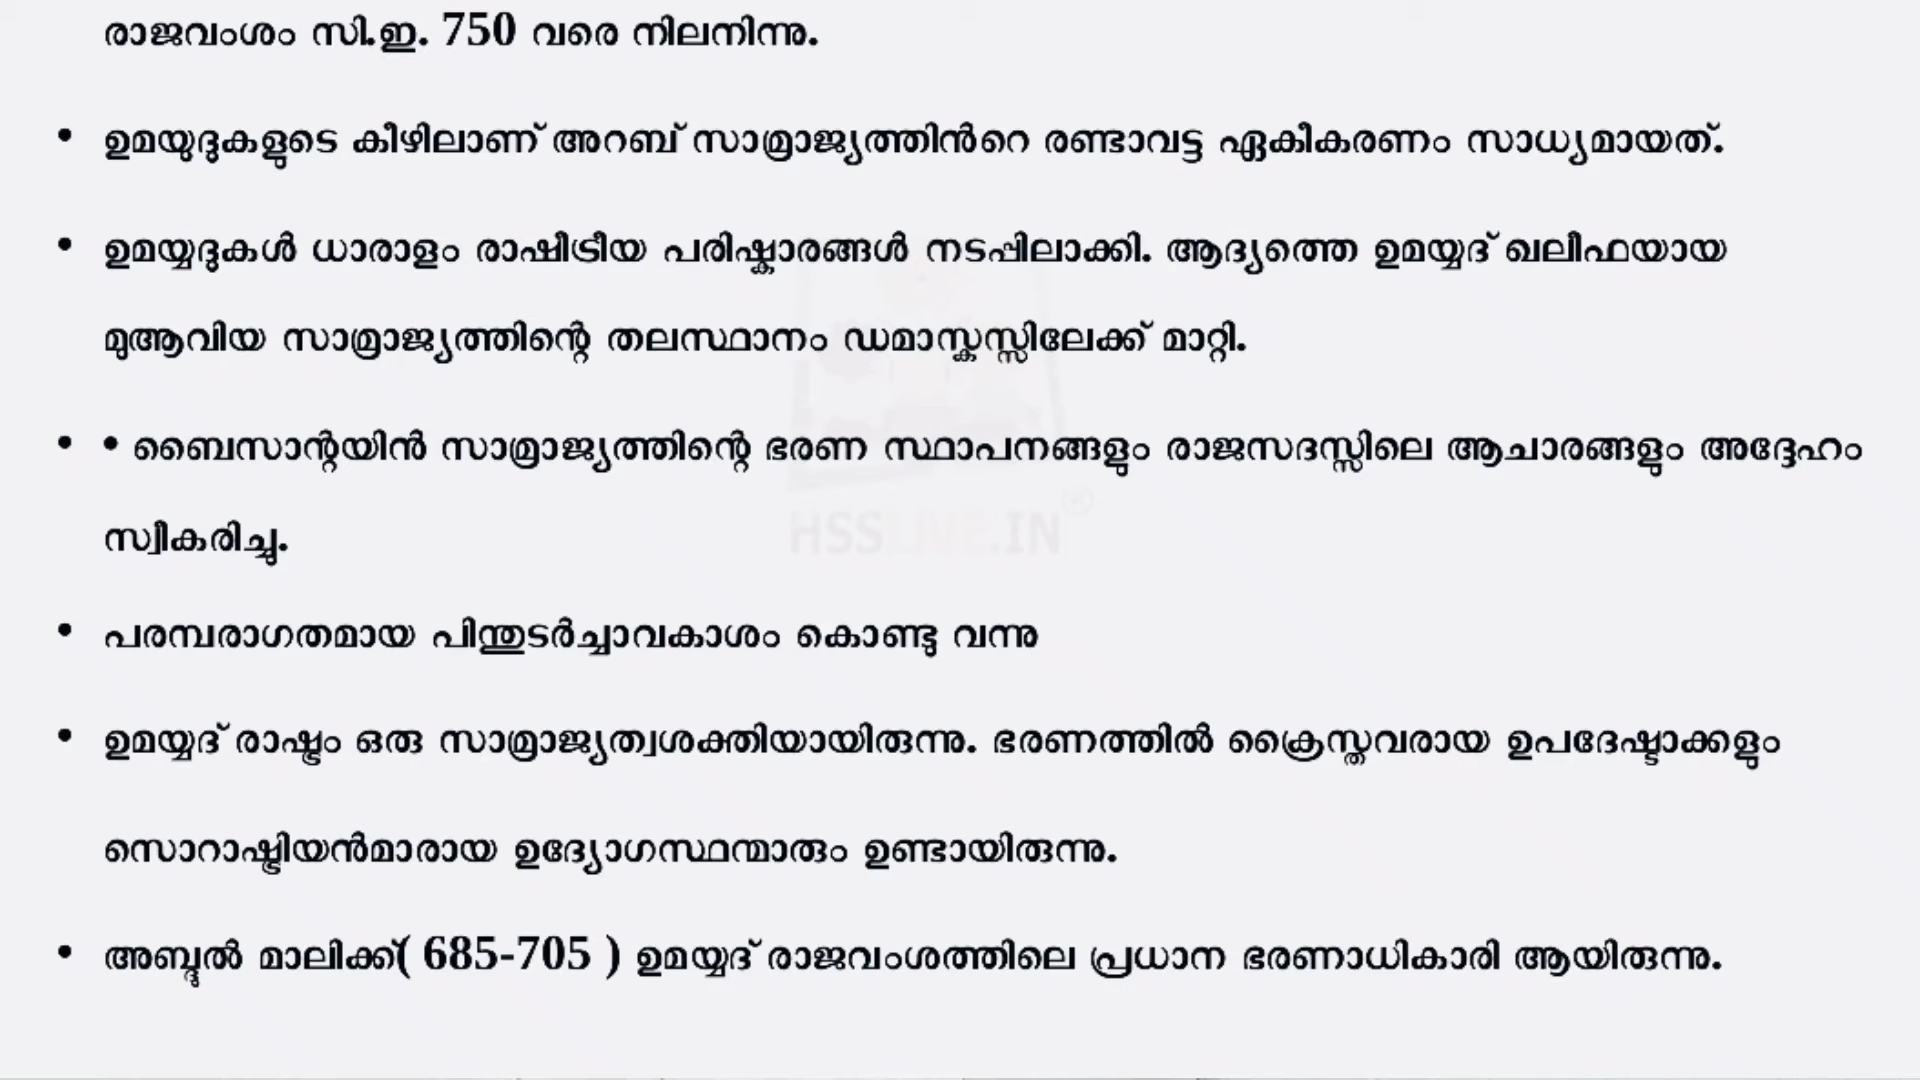 രാജവംശം സി.ഇ. 750 വരെ നിലനിന്നു.
• ഉമയുദുകളുടെ കീഴിലാണ് അറബ് സാമ്രാജ്യത്തിൻറെ രണ്ടാവട്ട ഏകീകരണം സാധ്യമായത്.
• ഉമയ്യദുകൾ ധാരാളം രാഷീട്രീയ പരിഷ്കാരങ്ങൾ നടപ്പിലാക്കി. ആദ്യത്തെ ഉമയ്യദ് ഖലീഫയായ
മുആവിയ സാമ്രാജ്യത്തിന്റെ തലസ്ഥാനം ഡമാസ്കസ്സിലേക്ക് മാറ്റി.
• • ബൈസാന്റയിൻ സാമ്രാജ്യത്തിന്റെ ഭരണ സ്ഥാപനങ്ങളും രാജസദസ്സിലെ ആചാരങ്ങളും അദ്ദേഹം
സ്വീകരിച്ചു.
HSSLIVE.IN®
• പരമ്പരാഗതമായ പിന്തുടർച്ചാവകാശം കൊണ്ടു വന്നു
• ഉമയ്യദ് രാഷ്ട്രം ഒരു സാമ്രാജ്യത്വശക്തിയായിരുന്നു. ഭരണത്തിൽ ക്രൈസ്തവരായ ഉപദേഷ്ടാക്കളും
സൊറാഷ്ട്രിയൻമാരായ ഉദ്യോഗസ്ഥന്മാരും ഉണ്ടായിരുന്നു.
• അബ്ദുൽ മാലിക്ക്( 685-705 ) ഉമയ്യദ് രാജവംശത്തിലെ പ്രധാന ഭരണാധികാരി ആയിരുന്നു.